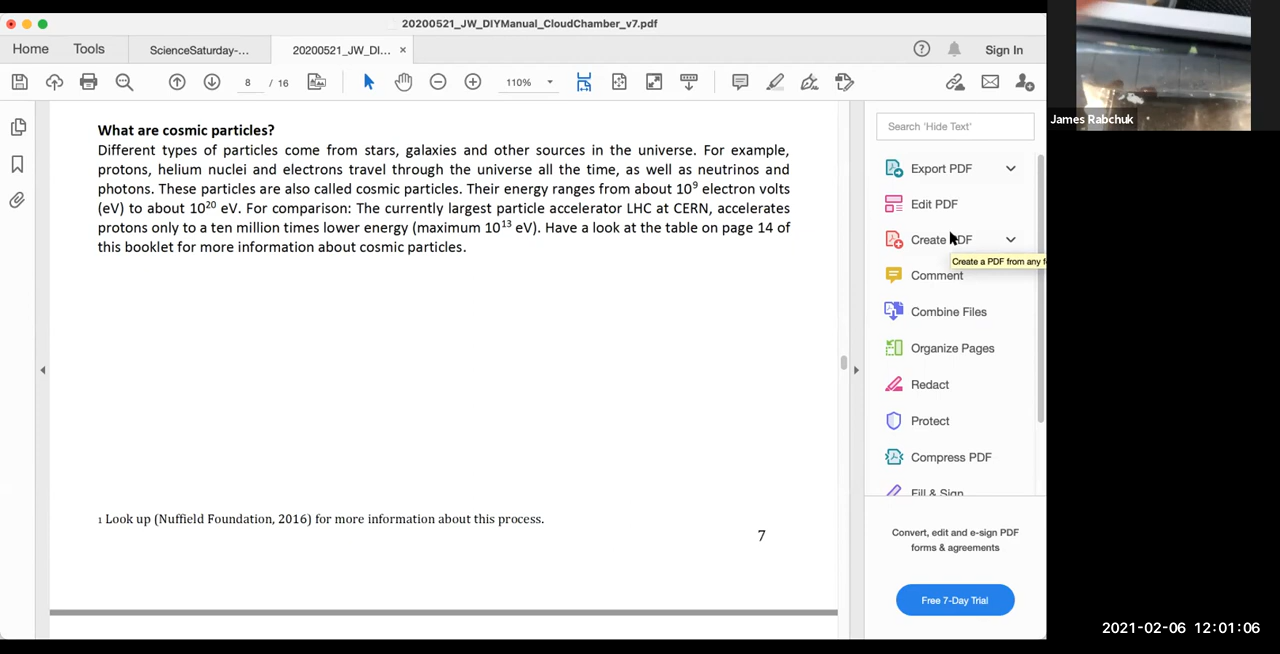 20200521_JW_DIYManual_CloudChamber_v7.pdf
Home Tools ScienceSaturday-... 20200521_JW_DI... × Sign In
8 / 16 110%
What are cosmic particles?
Different types of particles come from stars, galaxies and other sources in the universe. For example,
protons, helium nuclei and electrons travel through the universe all the time, as well as neutrinos and
photons. These particles are also called cosmic particles. Their energy ranges from about 10⁹ electron volts
(eV) to about 10²⁰ eV. For comparison: The currently largest particle accelerator LHC at CERN, accelerates
protons only to a ten million times lower energy (maximum 10¹³ eV). Have a look at the table on page 14 of
this booklet for more information about cosmic particles.
1 Look up (Nuffield Foundation, 2016) for more information about this process.
7
Search 'Hide Text'
Export PDF
Edit PDF
Create PDF
Create a PDF from any f
Comment
Combine Files
Organize Pages
Redact
Protect
Compress PDF
Fill & Sign
Convert, edit and e-sign PDF
forms & agreements
Free 7-Day Trial
James Rabchuk
2021-02-06 12:01:06